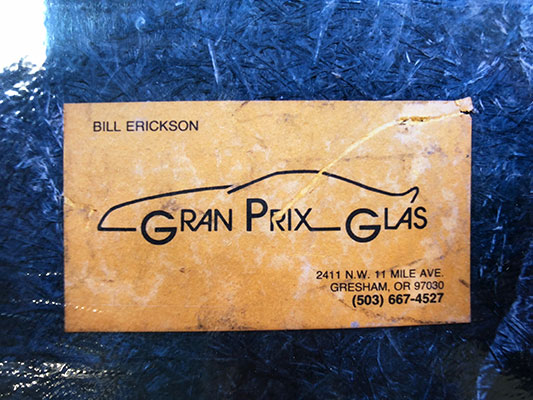 BILL ERICKSON
GRAN PRIX GLAS
2411 N.W. 11 MILE AVE.
GRESHAM, OR 97030
(503) 667-4527